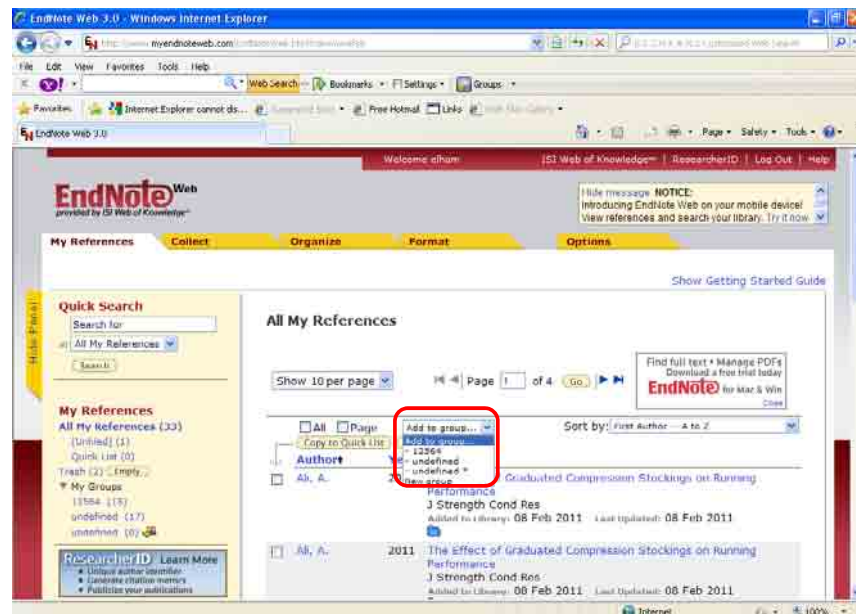 EndNote Web 3.0 - Windows Internet Explorer
myendnoteweb.com
File Edit View Favorites Tools Help
Web Search Bookmarks Settings Groups
Favorites Internet Explorer cannot dis... Free Hotmail Links
EndNote Web 3.0 Page Safety Tools
Welcome elham ISI Web of Knowledge℠ | ResearcherID | Log Out | Help
EndNote Web
provided by ISI Web of Knowledge℠
Hide message NOTICE:
Introducing EndNote Web on your mobile device!
View references and search your library. Try it now
My References Collect Organize Format Options
Show Getting Started Guide
Hide Panel
Quick Search
Search for
in All My References
Search
All My References
Show 10 per page Page 1 of 4 Go
Find full text • Manage PDFs
Download a free trial today
EndNote for Mac & Win
Close
My References
All My References (33)
[Unfiled] (1)
Quick List (0)
Trash (2) Empty
My Groups
undefined (17)
undefined (0)
All Page Add to group... Sort by: First Author -- A to Z
Copy to Quick List
Add to group...
- 12564
- undefined
- undefined *
New group
Author
Ali, A.
Graduated Compression Stockings on Running
Performance
J Strength Cond Res
Added to Library: 08 Feb 2011 Last Updated: 08 Feb 2011
Ali, A. 2011 The Effect of Graduated Compression Stockings on Running
Performance
J Strength Cond Res
Added to Library: 08 Feb 2011 Last Updated: 08 Feb 2011
ResearcherID Learn More
• Unique author identifier
• Generate citation metrics
• Publicize your publications
Internet 100%